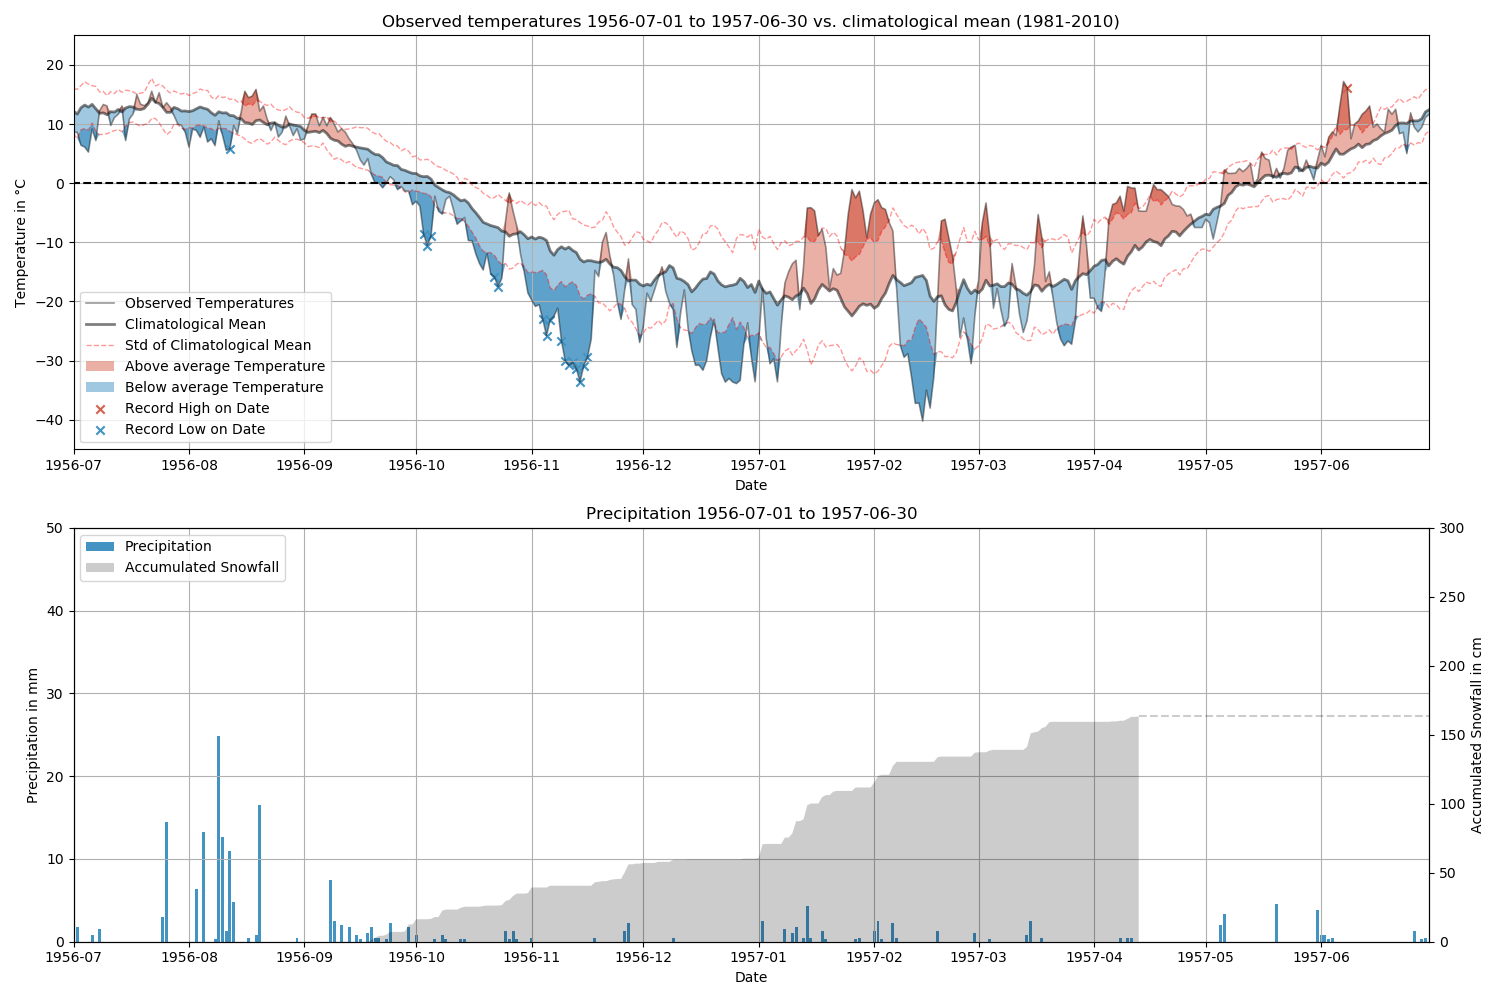 Observed temperatures 1956-07-01 to 1957-06-30 vs. climatological mean (1981-2010)
Temperature in °C
20
10
0
−10
−20
−30
−40
Observed Temperatures
Climatological Mean
Std of Climatological Mean
Above average Temperature
Below average Temperature
Record High on Date
Record Low on Date
1956-07 1956-08 1956-09 1956-10 1956-11 1956-12 1957-01 1957-02 1957-03 1957-04 1957-05 1957-06
Date
Precipitation 1956-07-01 to 1957-06-30
Precipitation in mm
50
40
30
20
10
0
Precipitation
Accumulated Snowfall
300
250
200
150
100
50
0
Accumulated Snowfall in cm
1956-07 1956-08 1956-09 1956-10 1956-11 1956-12 1957-01 1957-02 1957-03 1957-04 1957-05 1957-06
Date